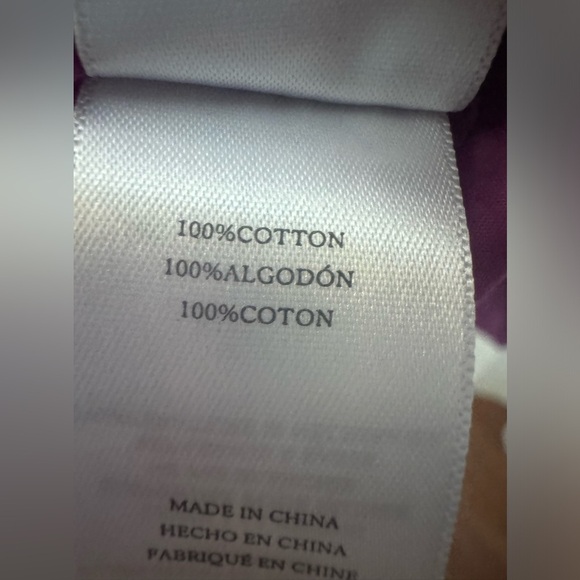 100%COTTON
100%ALGODÓN
100%COTON
MADE IN CHINA
HECHO EN CHINA
FABRIQUÉ EN CHINE